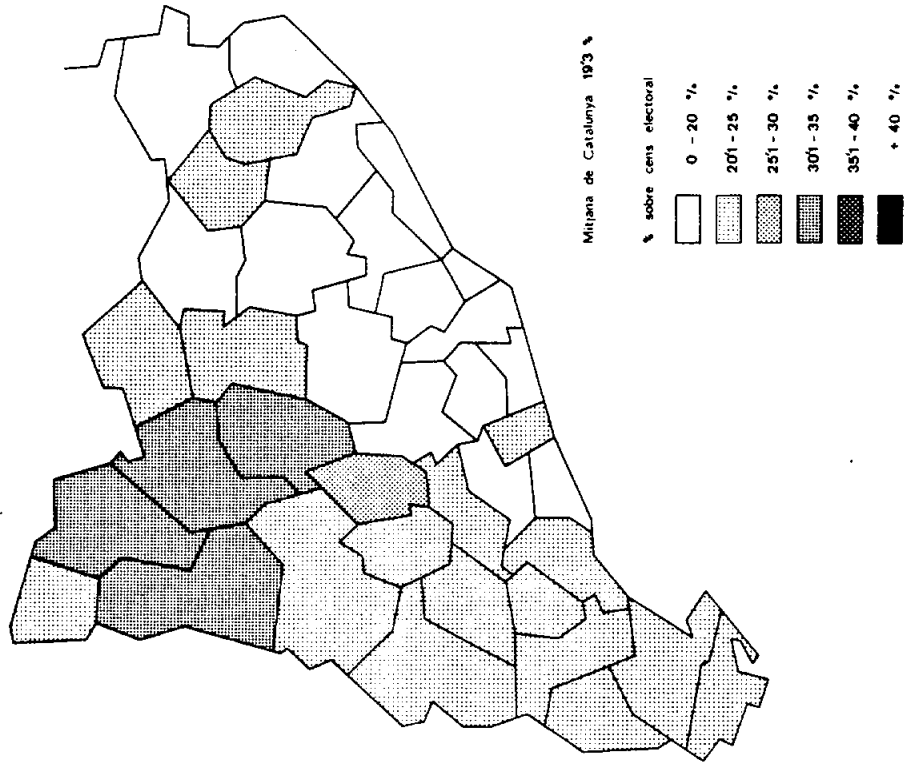 Mitjana de Catalunya 19'3 %
% sobre cens electoral
0 - 20 %
20'1 - 25 %
25'1 - 30 %
30'1 - 35 %
35'1 - 40 %
+ 40 %